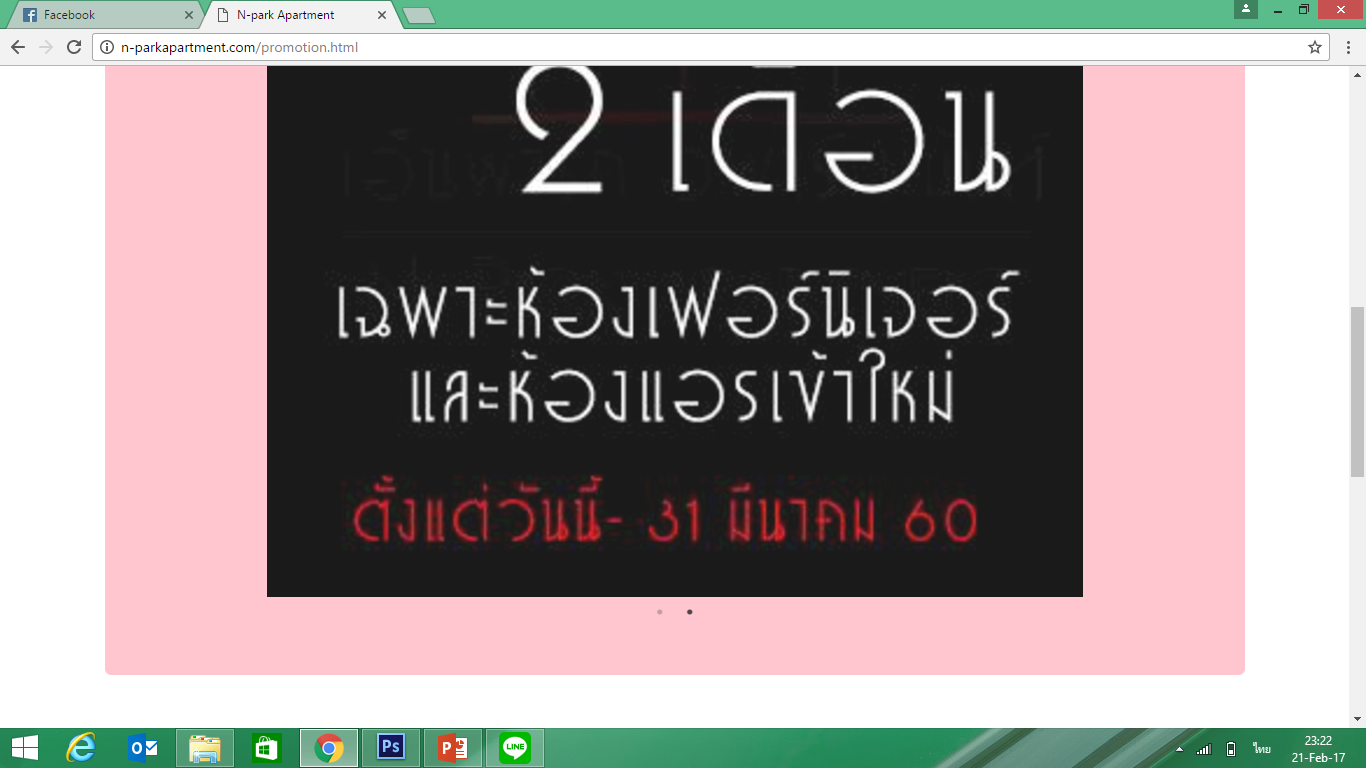 Facebook
N-park Apartment
n-parkapartment.com/promotion.html
2 เดือน
เฉพาะห้องเฟอร์นิเจอร์
และห้องแอร์เข้าใหม่
ตั้งแต่วันนี้- 31 มีนาคม 60
Ps
LINE
ไทย
23:22
21-Feb-17